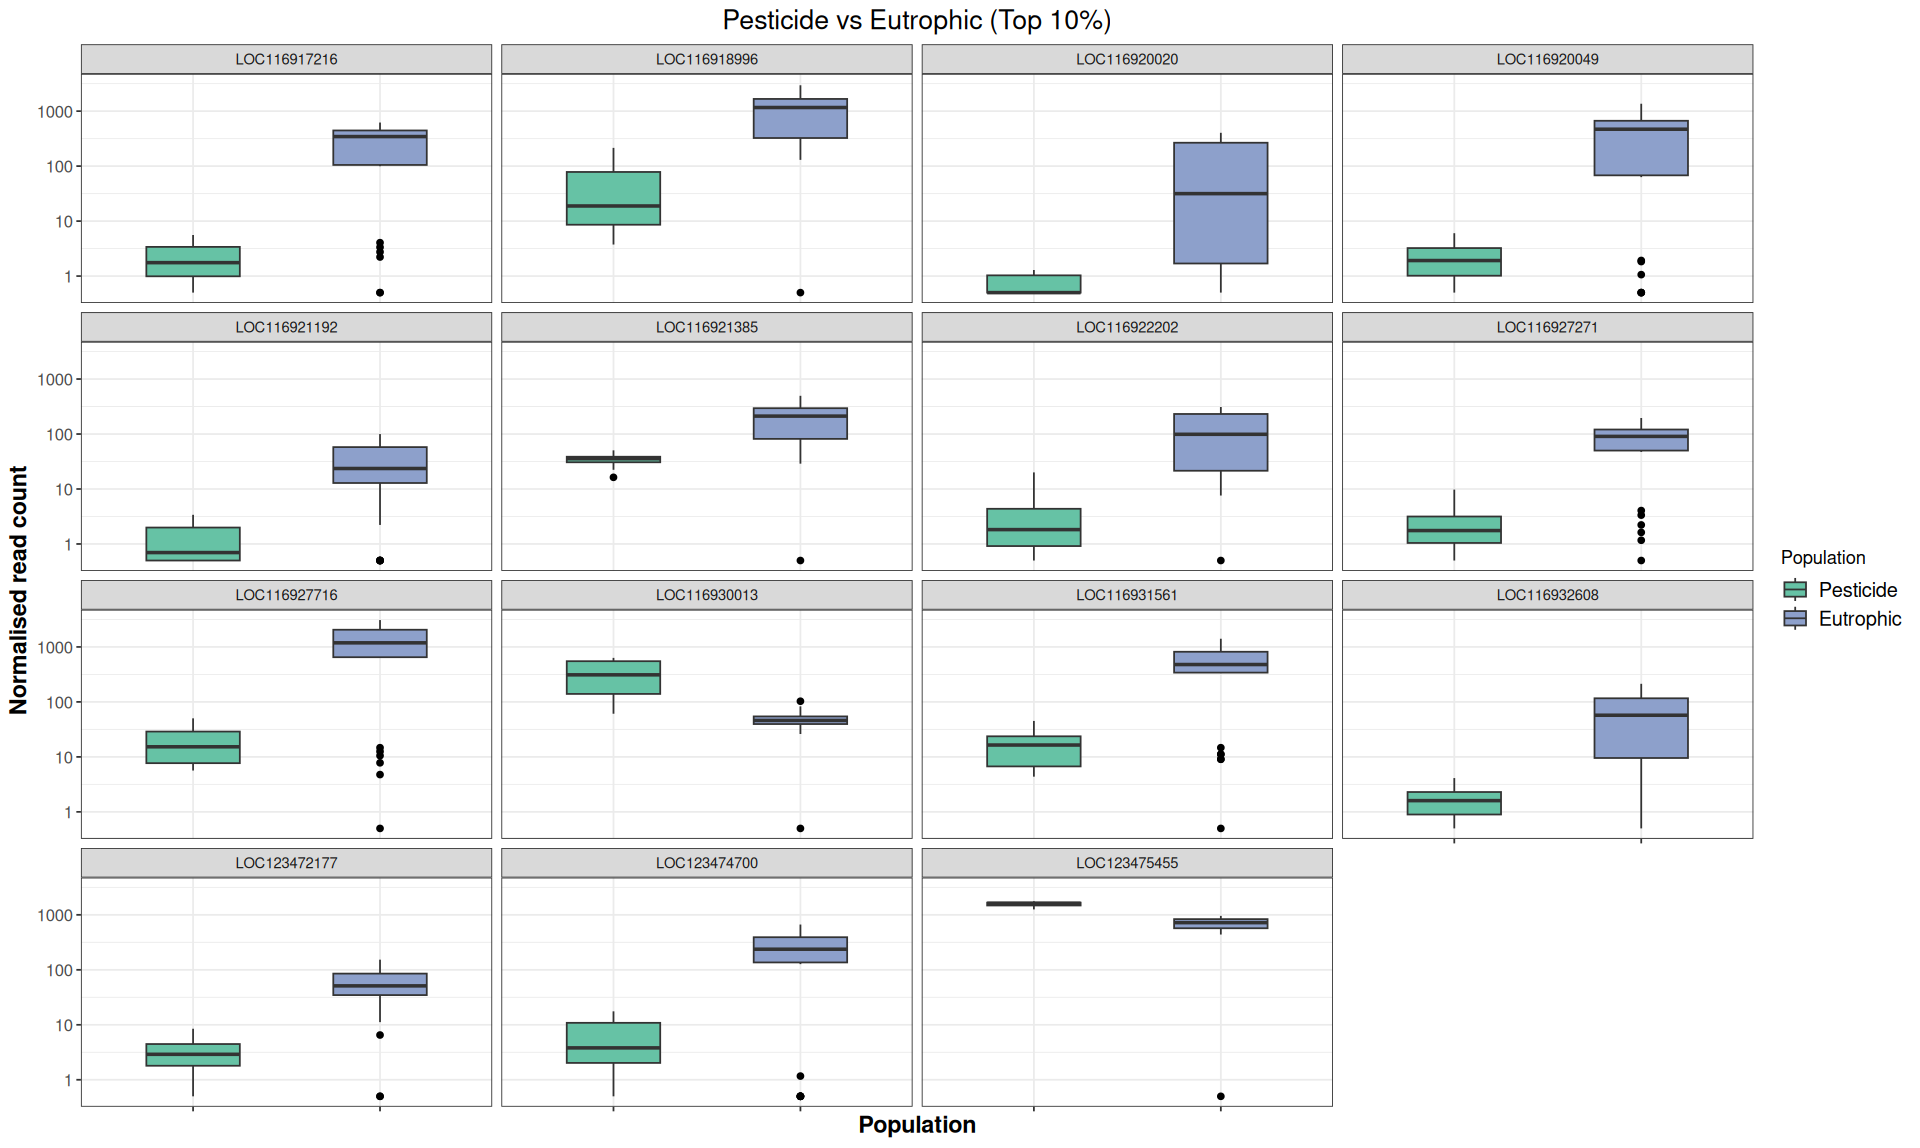 Pesticide vs Eutrophic (Top 10%)
LOC116917216 LOC116918996 LOC116920020 LOC116920049
1000
100
10
1
LOC116921192 LOC116921385 LOC116922202 LOC116927271
1000
100
10
1
LOC116927716 LOC116930013 LOC116931561 LOC116932608
1000
100
10
1
LOC123472177 LOC123474700 LOC123475455
1000
100
10
1
Normalised read count
Population
Population
Pesticide
Eutrophic